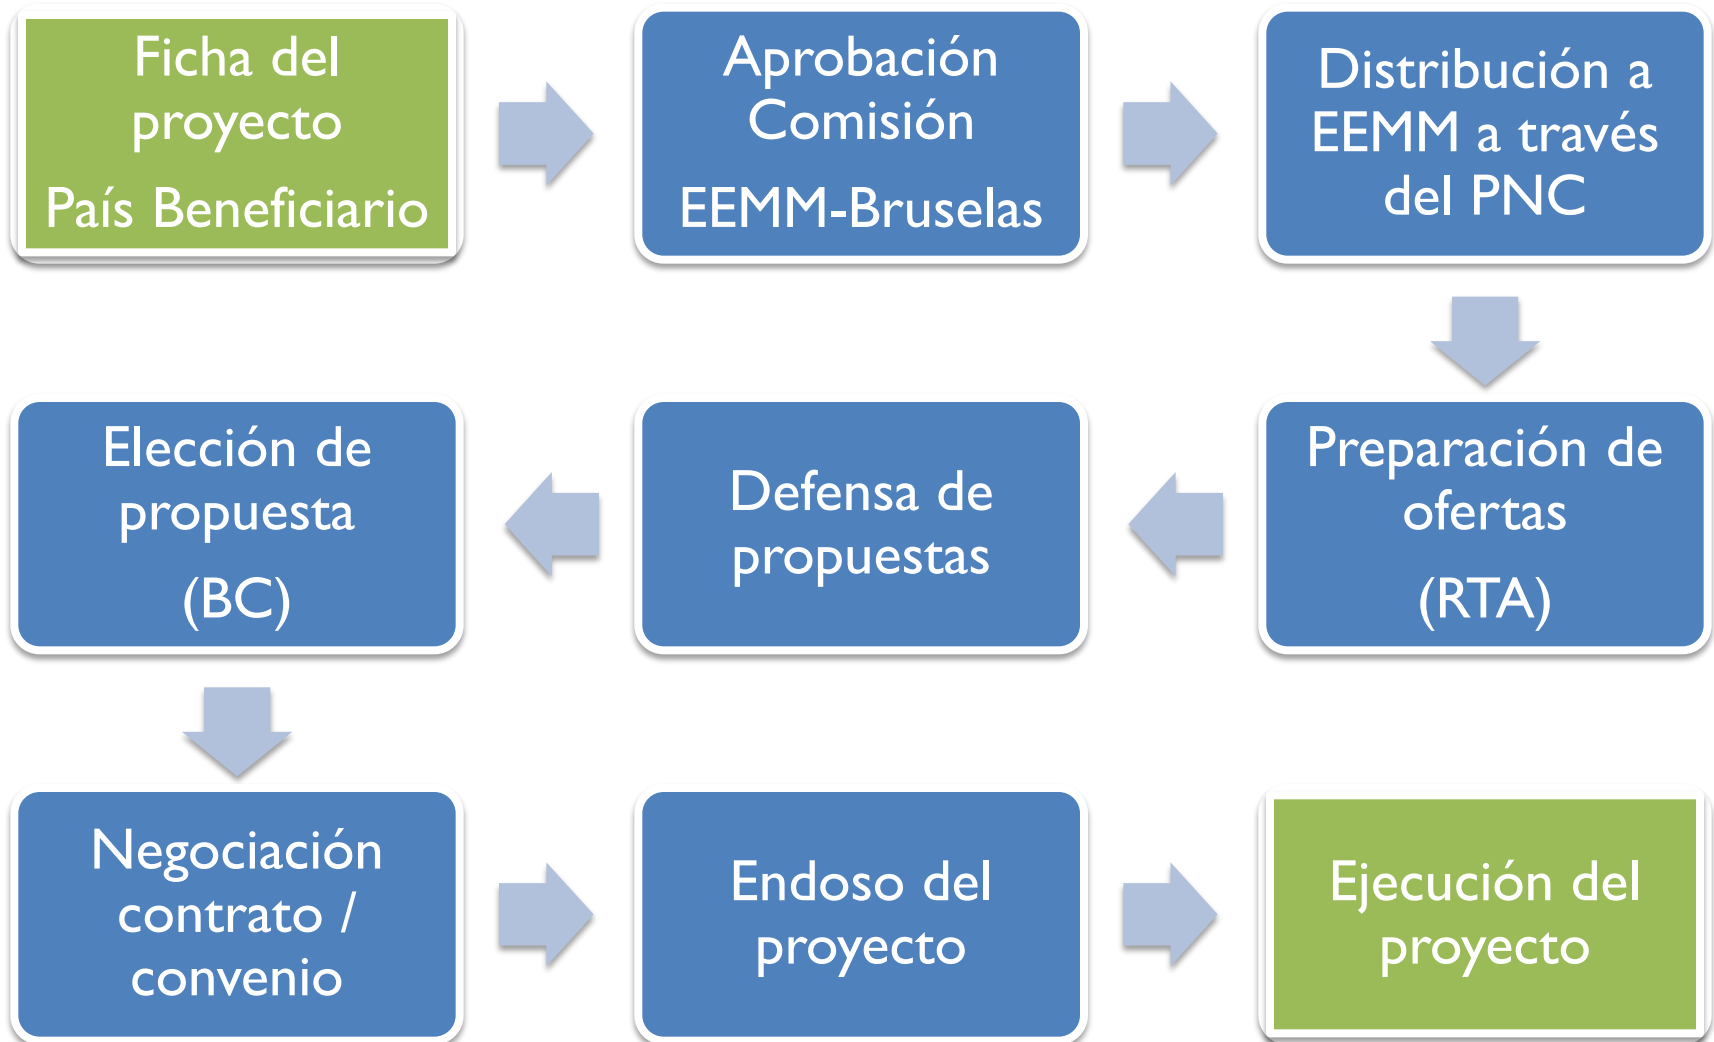 Ficha del
proyecto
País Beneficiario
Aprobación
Comisión
EEMM-Bruselas
Distribución a
EEMM a través
del PNC
Preparación de
ofertas
(RTA)
Defensa de
propuestas
Elección de
propuesta
(BC)
Negociación
contrato /
convenio
Endoso del
proyecto
Ejecución del
proyecto